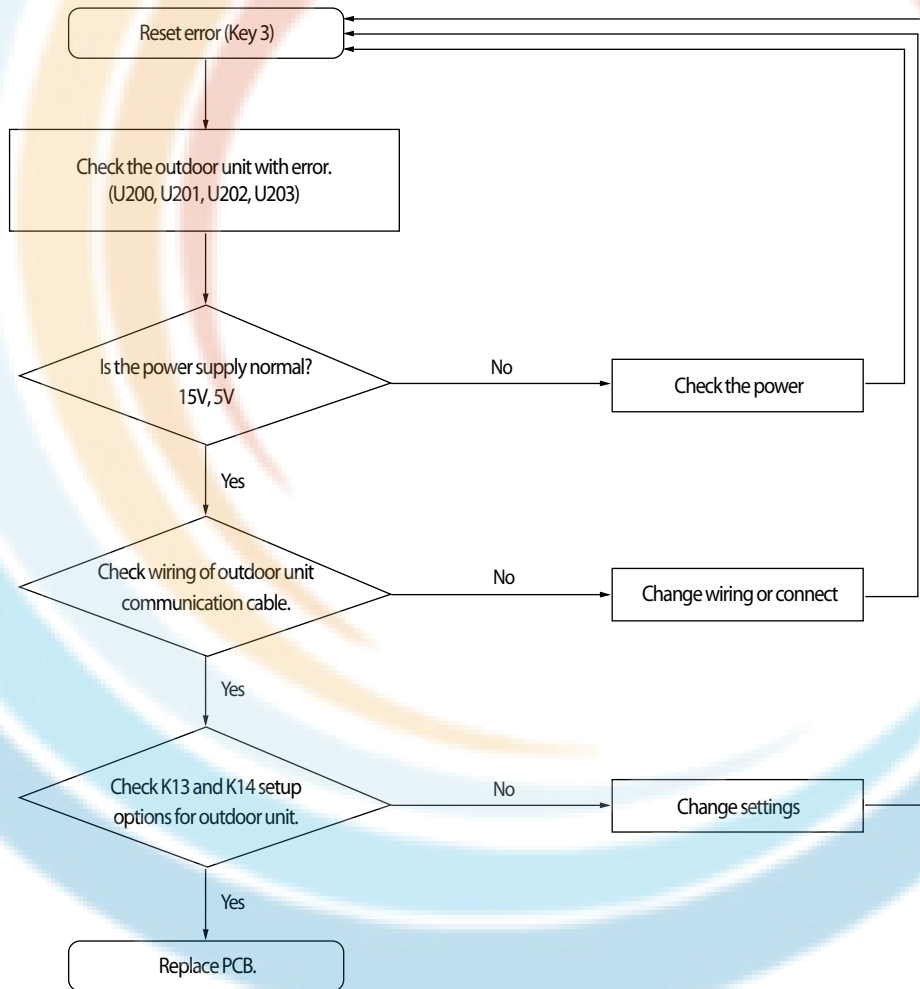 Reset error (Key 3)
Check the outdoor unit with error.
(U200, U201, U202, U203)
Is the power supply normal?
15V, 5V
No
Check the power
Yes
Check wiring of outdoor unit
communication cable.
No
Change wiring or connect
Yes
Check K13 and K14 setup
options for outdoor unit.
No
Change settings
Yes
Replace PCB.